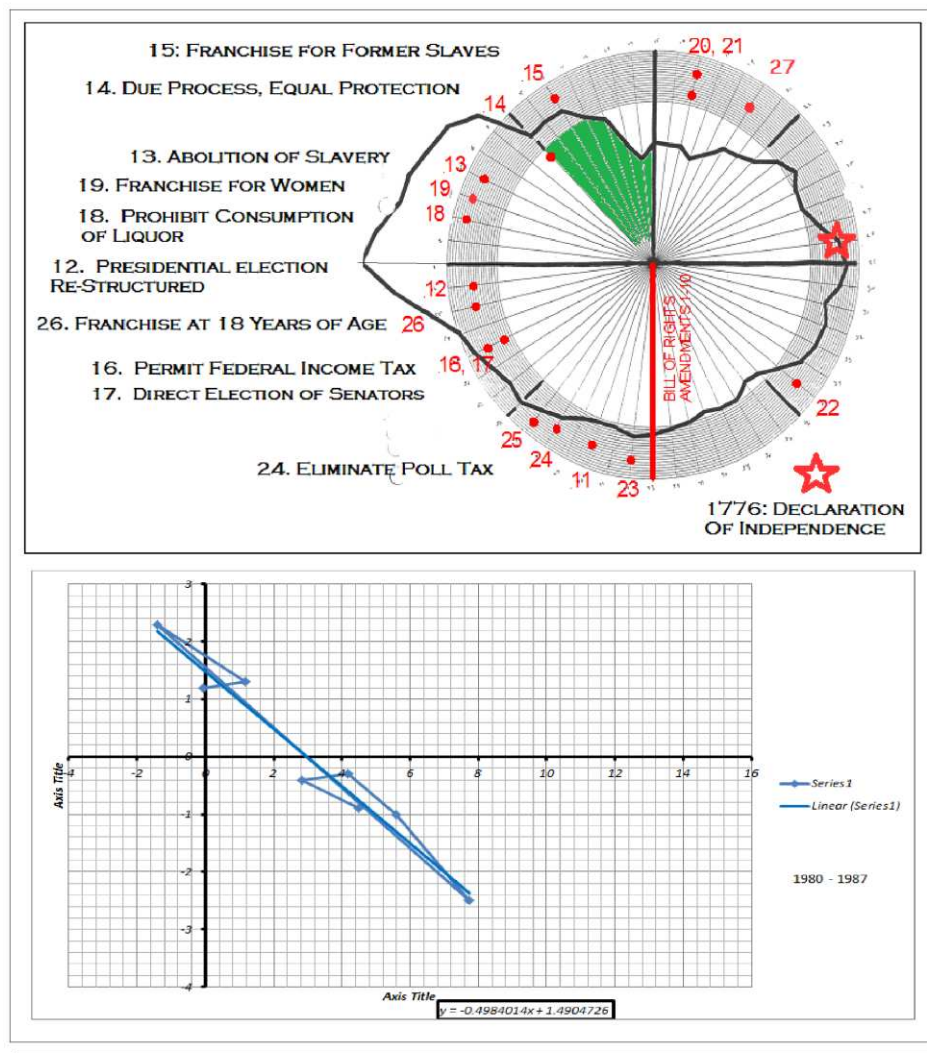 15: FRANCHISE FOR FORMER SLAVES
14. DUE PROCESS, EQUAL PROTECTION
13. ABOLITION OF SLAVERY
19. FRANCHISE FOR WOMEN
18. PROHIBIT CONSUMPTION
OF LIQUOR
12. PRESIDENTIAL ELECTION
RE-STRUCTURED
26. FRANCHISE AT 18 YEARS OF AGE
16. PERMIT FEDERAL INCOME TAX
17. DIRECT ELECTION OF SENATORS
24. ELIMINATE POLL TAX
20, 21
27
15
14
13
19
18
12
26
16, 17
25
24
11
23
22
BILL OF RIGHTS
AMENDMENTS 1-10
1776: DECLARATION
OF INDEPENDENCE
3
2
1
0
-1
-2
-3
-4
-4 -2 0 2 4 6 8 10 12 14 16
Axis Title
Axis Title
Series1
Linear (Series1)
1980 - 1987
y = -0.4984014x + 1.4904726